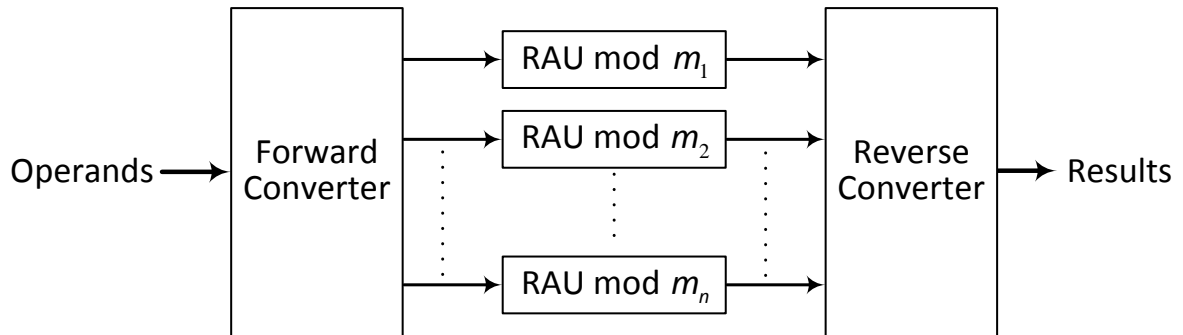 Operands
Forward
Converter
RAU mod m₁
RAU mod m₂
RAU mod mₙ
Reverse
Converter
Results